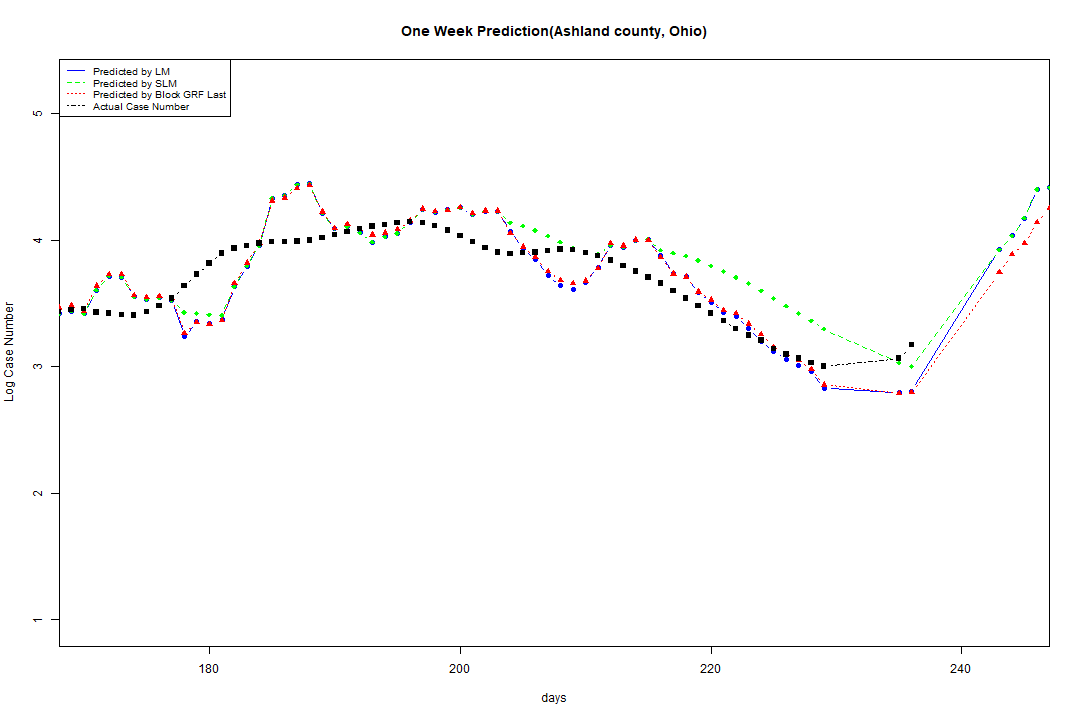 One Week Prediction(Ashland county, Ohio)
Predicted by LM
Predicted by SLM
Predicted by Block GRF Last
Actual Case Number
5
4
3
2
1
Log Case Number
180 200 220 240
days